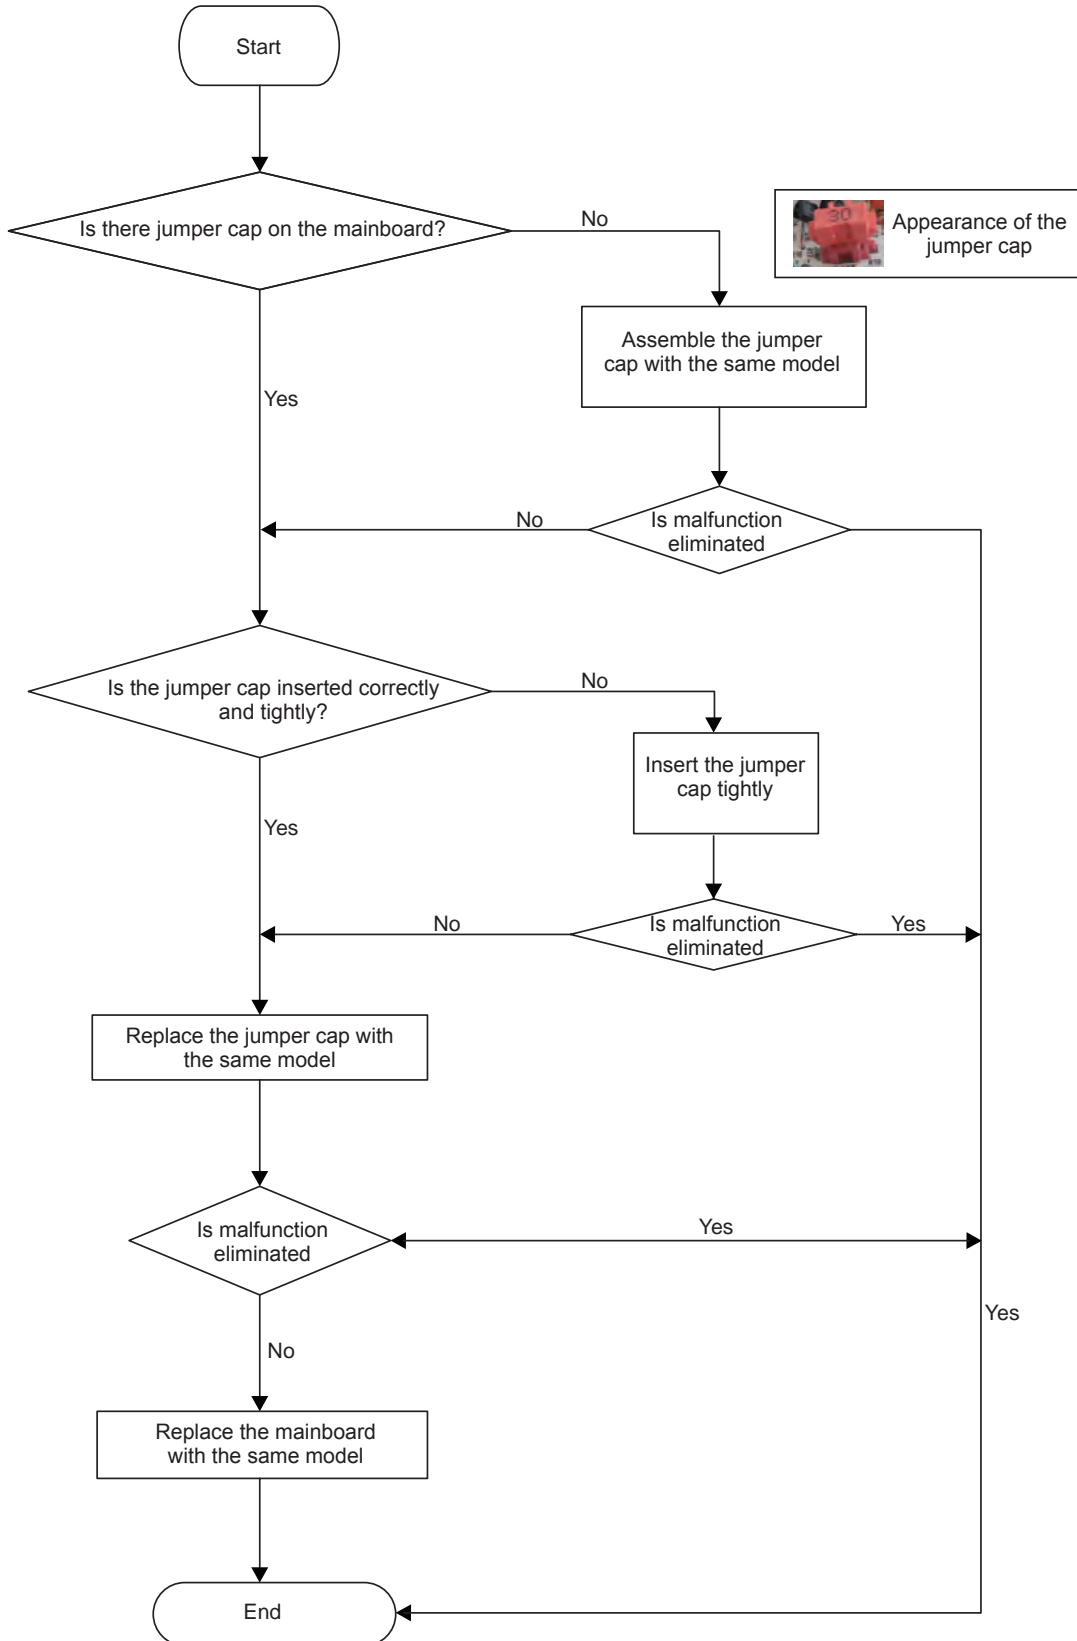 Start
Is there jumper cap on the mainboard?
No
30
Appearance of the
jumper cap
Assemble the jumper
cap with the same model
Yes
No
Is malfunction
eliminated
Is the jumper cap inserted correctly
and tightly?
No
Insert the jumper
cap tightly
Yes
No
Is malfunction
eliminated
Yes
Replace the jumper cap with
the same model
Is malfunction
eliminated
Yes
Yes
No
Replace the mainboard
with the same model
End